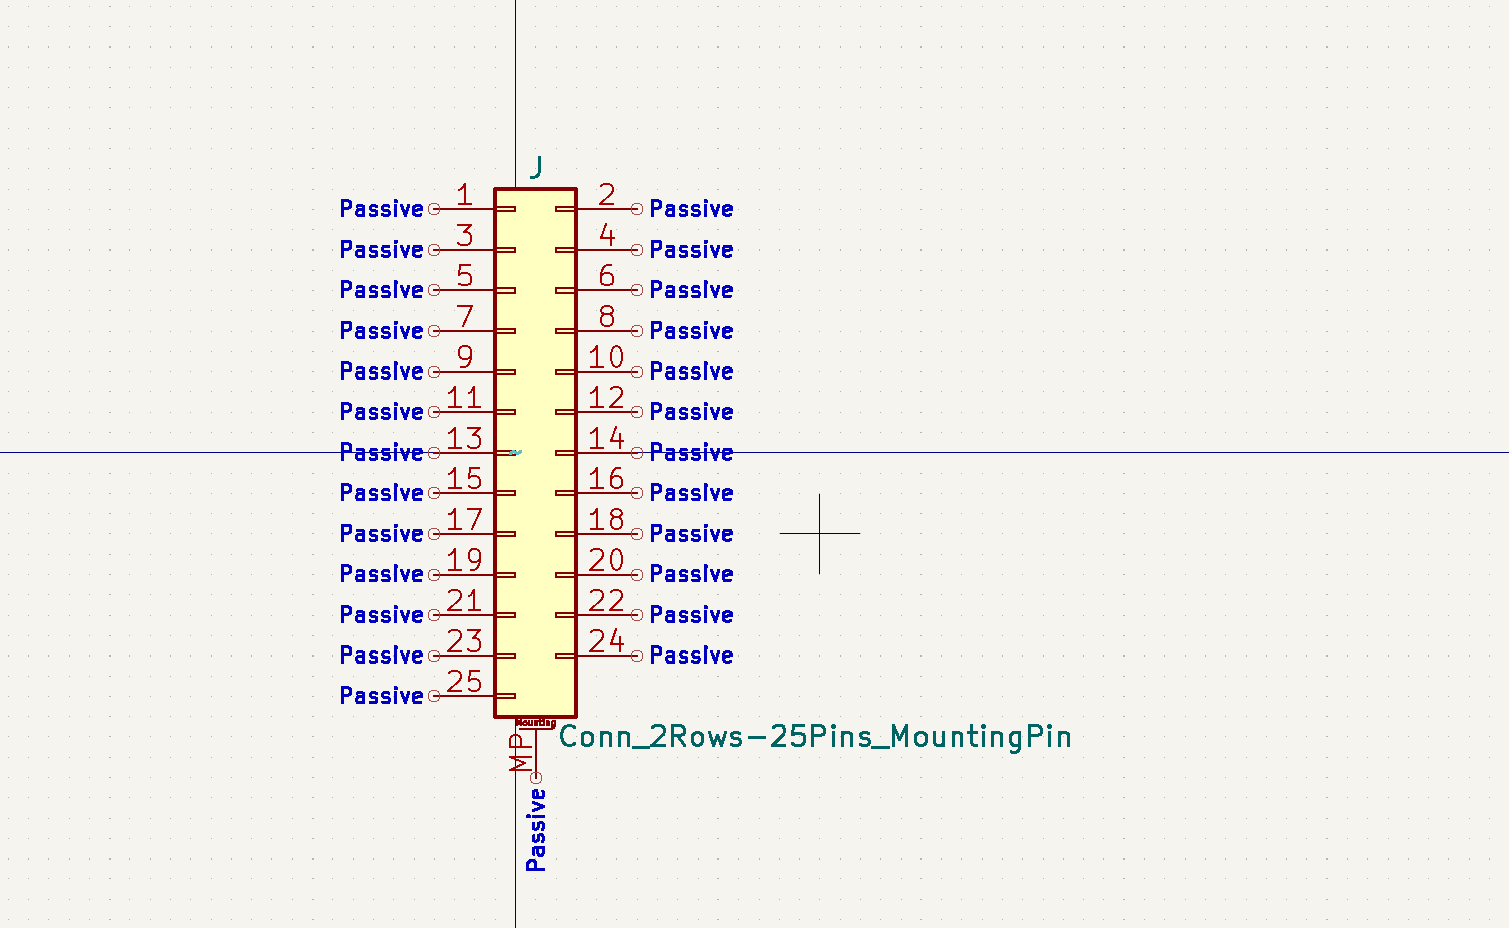 J
Passive 1 2 Passive
Passive 3 4 Passive
Passive 5 6 Passive
Passive 7 8 Passive
Passive 9 10 Passive
Passive 11 12 Passive
Passive 13 14 Passive
Passive 15 16 Passive
Passive 17 18 Passive
Passive 19 20 Passive
Passive 21 22 Passive
Passive 23 24 Passive
Passive 25
Mounting
Conn_2Rows-25Pins_MountingPin
MP
Passive